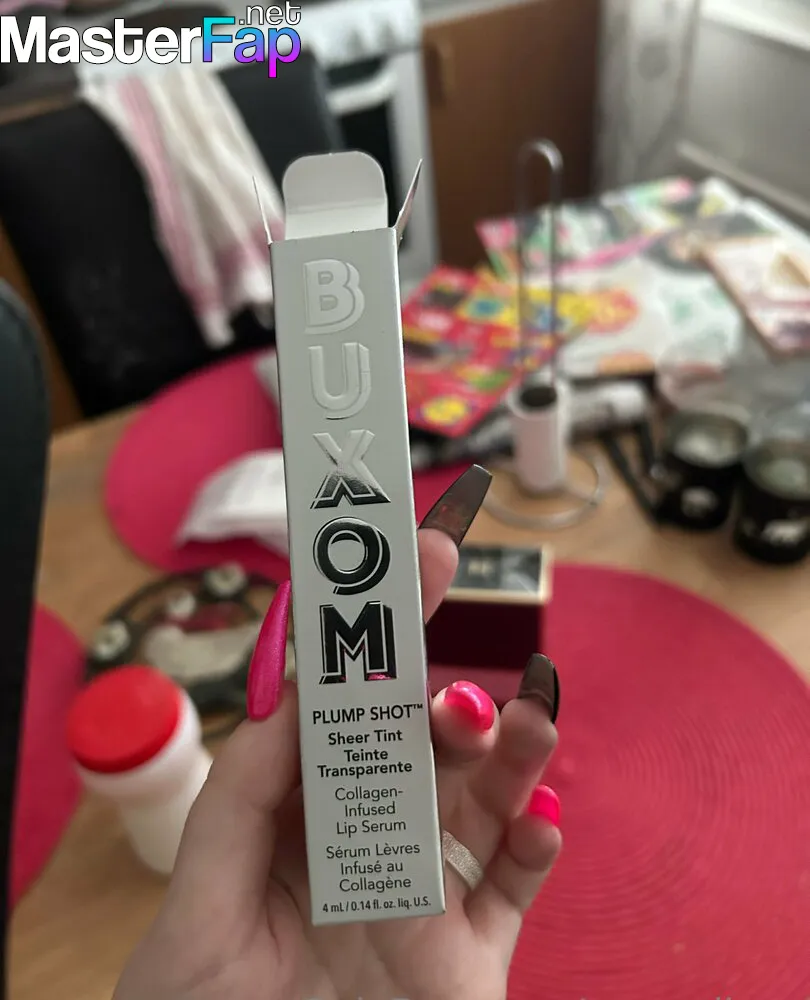 MasterFap.net
BUXOM
PLUMP SHOT™
Sheer Tint
Teinte
Transparente
Collagen-
Infused
Lip Serum
Sérum Lèvres
Infusé au
Collagène
4 mL / 0.14 fl. oz. liq. U.S.